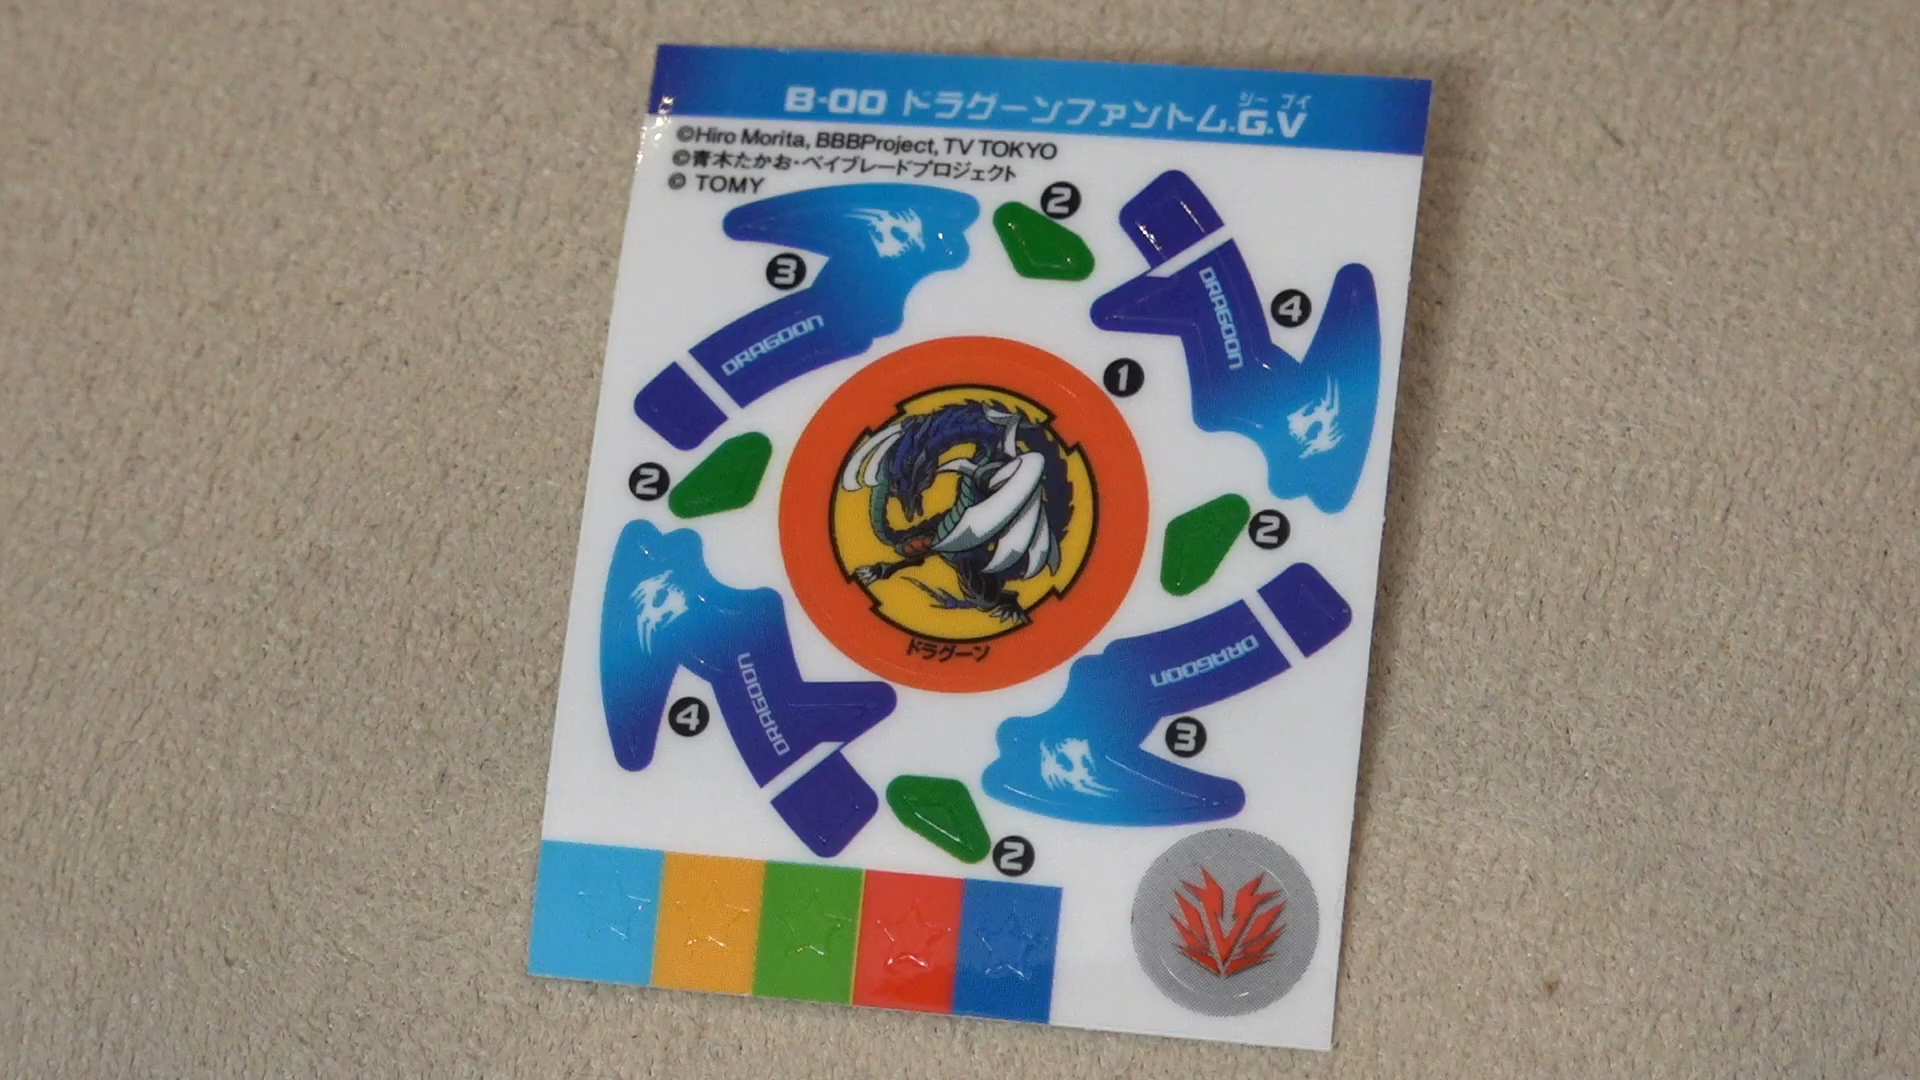 ジー ブイ
B-00 ドラグーンファントム.G.V
©Hiro Morita, BBBProject, TV TOKYO
©青木たかお・ベイブレードプロジェクト
© TOMY
2
3
DRAGOON
4
DRAGOON
1
2
2
ドラグーン
DRAGOON
4
DRAGOON
3
2